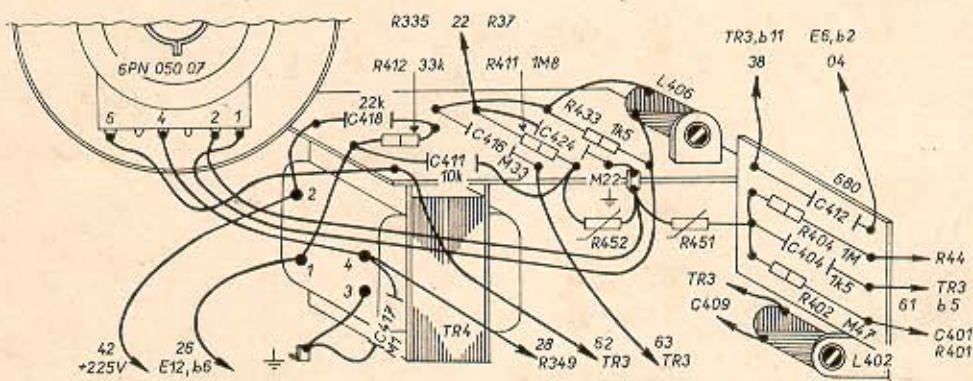 R335 22 R37
TR3,b11 E6,b2
38 04
6PN 050 07
6 4 2 1
R412 33k
R411 1M8
L406
22k
C418
R433
1k5
C416
C424
M33
C411
10k
M22
680
C412
2
R452
R451
R404 1M
R44
C404 1k5
TR3
b5
1
4
3
TR3
C409
R402 M47
61
C401
R401
C417
M1
TR4
L402
42
+225V
26
E12,b6
28
R349
62
TR3
63
TR3